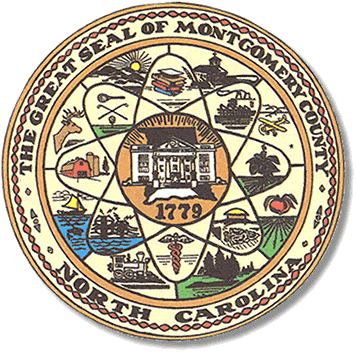 THE GREAT SEAL OF MONTGOMERY COUNTY
1779
NORTH CAROLINA